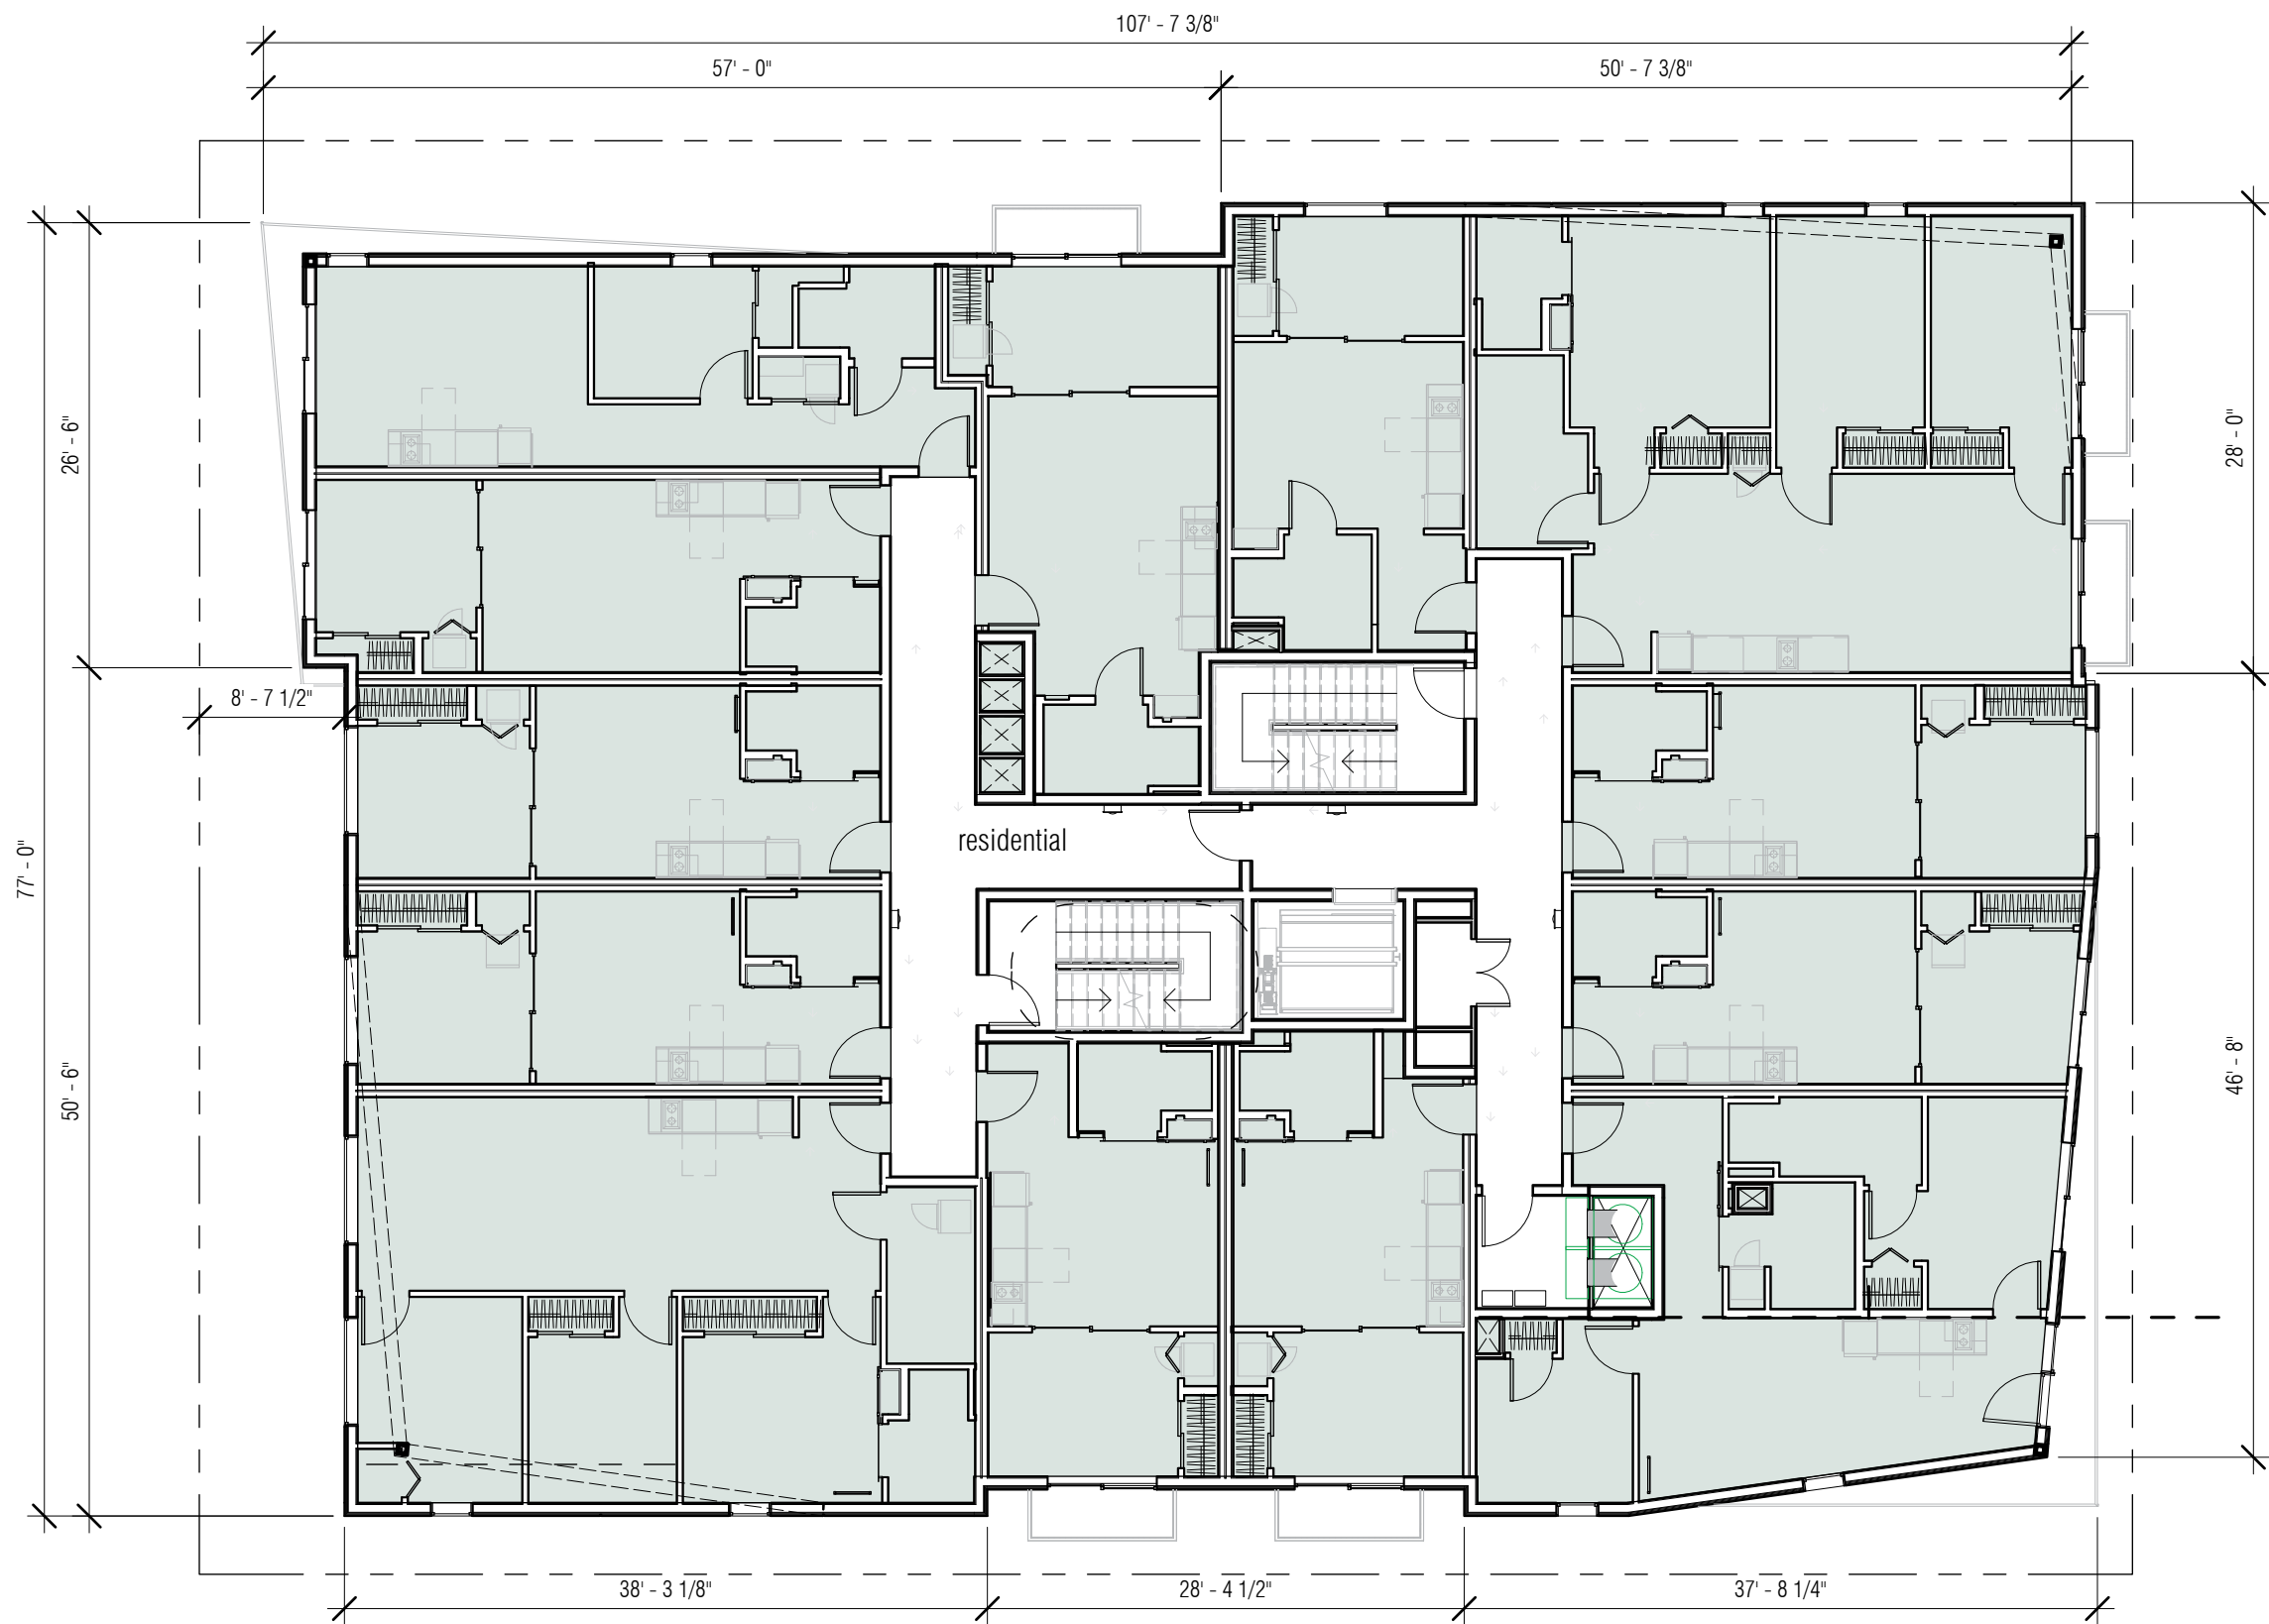 107' - 7 3/8"
57' - 0"
50' - 7 3/8"
26' - 6"
28' - 0"
8' - 7 1/2"
77' - 0"
residential
50' - 6"
46' - 8"
38' - 3 1/8"
28' - 4 1/2"
37' - 8 1/4"